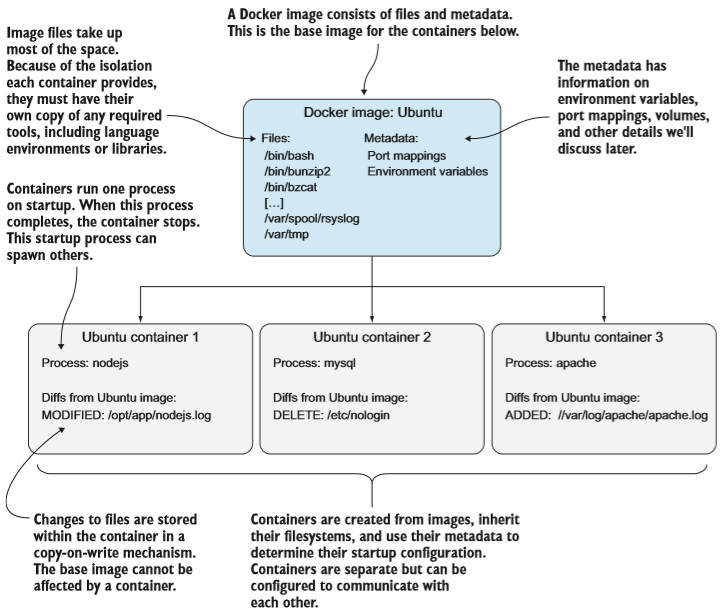 A Docker image consists of files and metadata.
This is the base image for the containers below.
Image files take up
most of the space.
Because of the isolation
each container provides,
they must have their
own copy of any required
tools, including language
environments or libraries.
The metadata has
information on
environment variables,
port mappings, volumes,
and other details we'll
discuss later.
Docker image: Ubuntu
Files:
/bin/bash
/bin/bunzip2
/bin/bzcat
[...]
/var/spool/rsyslog
/var/tmp
Metadata:
Port mappings
Environment variables
Containers run one process
on startup. When this process
completes, the container stops.
This startup process can
spawn others.
Ubuntu container 1
Process: nodejs
Diffs from Ubuntu image:
MODIFIED: /opt/app/nodejs.log
Ubuntu container 2
Process: mysql
Diffs from Ubuntu image:
DELETE: /etc/nologin
Ubuntu container 3
Process: apache
Diffs from Ubuntu image:
ADDED: //var/log/apache/apache.log
Changes to files are stored
within the container in a
copy-on-write mechanism.
The base image cannot be
affected by a container.
Containers are created from images, inherit
their filesystems, and use their metadata to
determine their startup configuration.
Containers are separate but can be
configured to communicate with
each other.